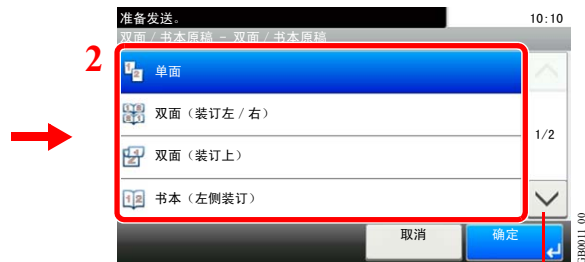 准备发送。 10:10
双面 / 书本原稿 - 双面 / 书本原稿
2
单面
双面（装订左 / 右）
1/2
双面（装订上）
书本（左侧装订）
取消 确定